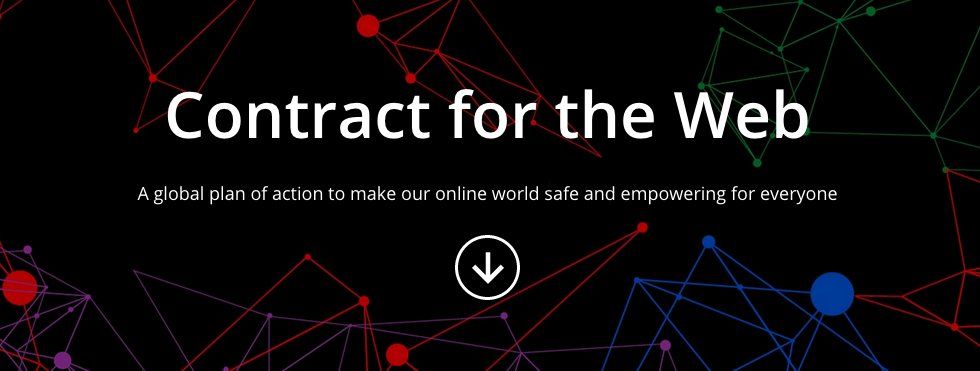 Contract for the Web
A global plan of action to make our online world safe and empowering for everyone